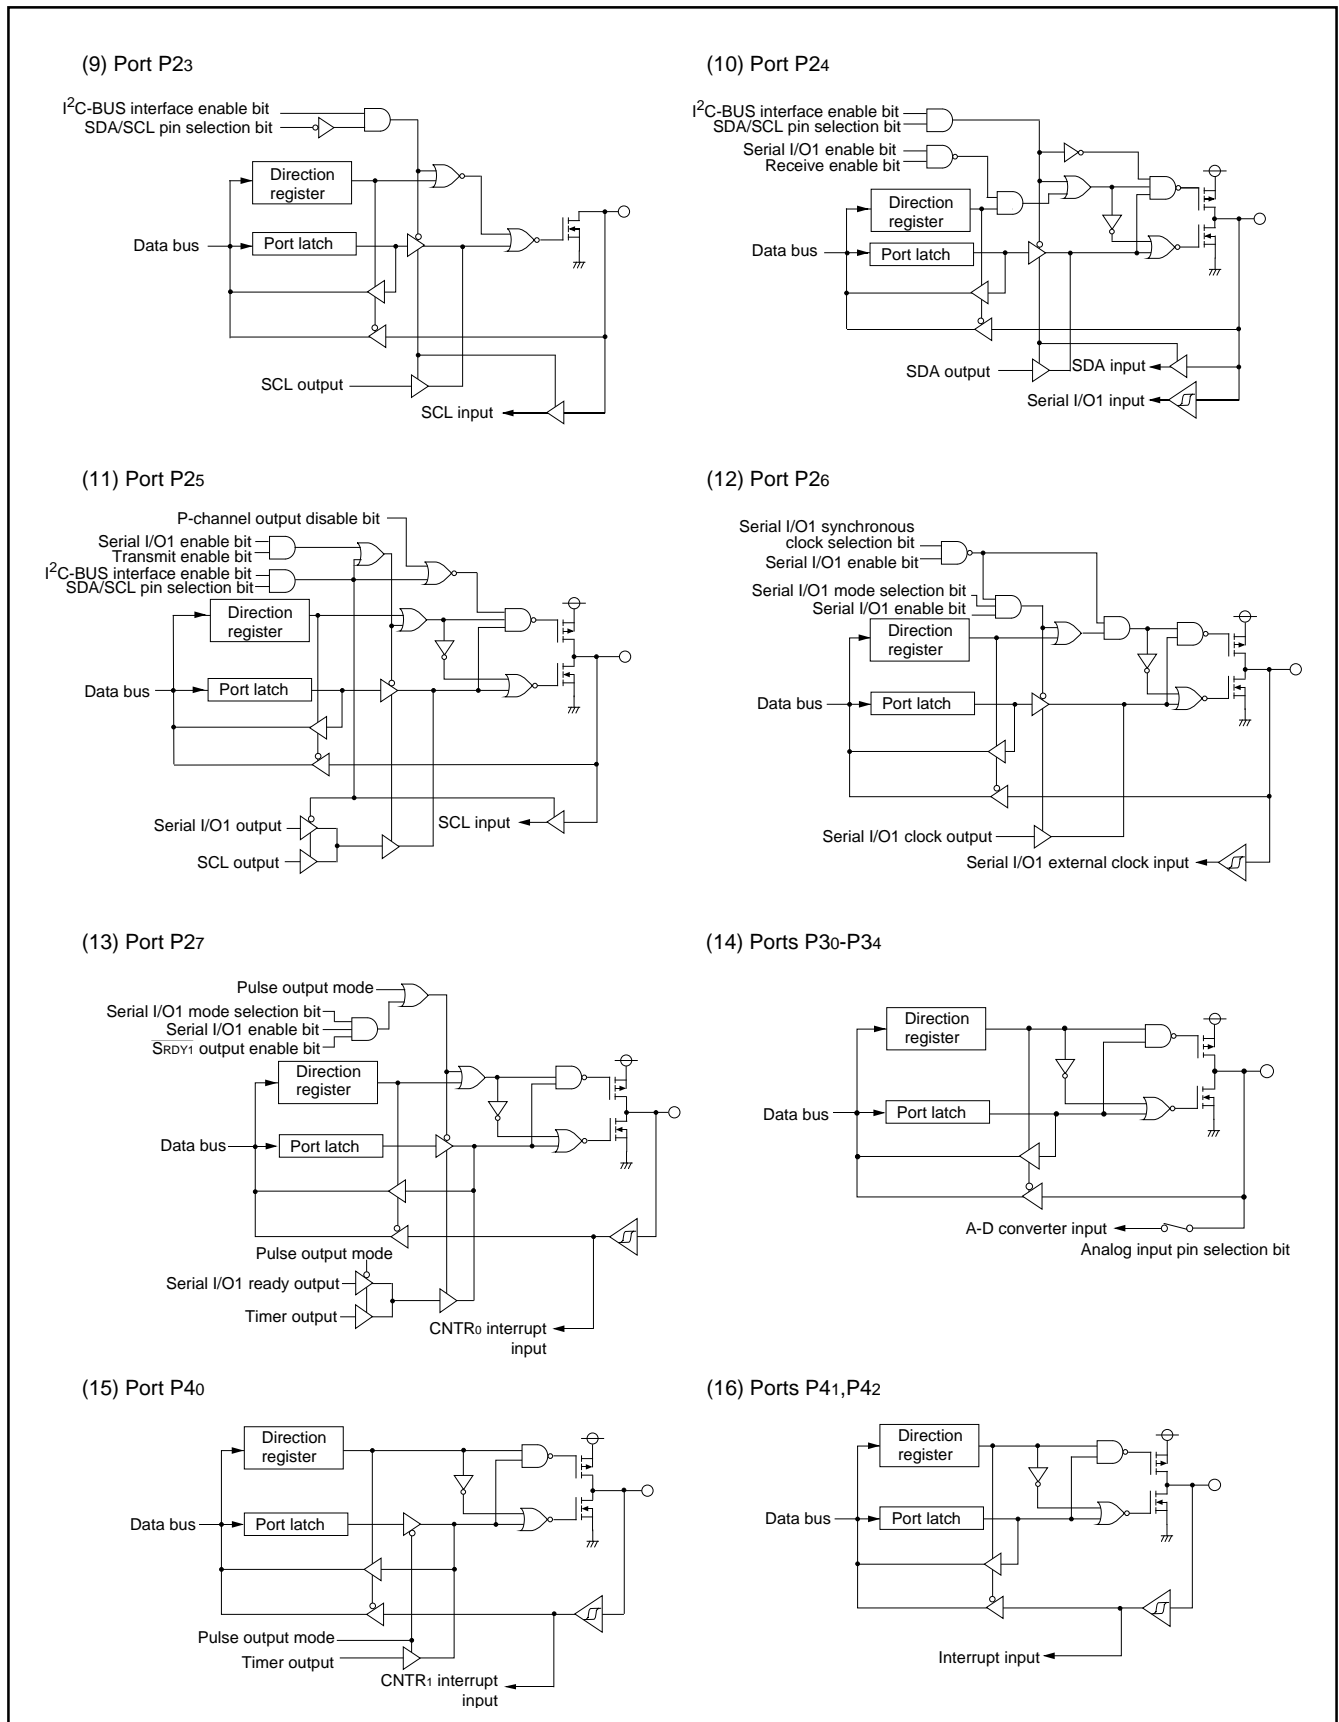 (9) Port P23
I2C-BUS interface enable bit
SDA/SCL pin selection bit
Direction
register
Data bus
Port latch
SCL output
SCL input
(10) Port P24
I2C-BUS interface enable bit
SDA/SCL pin selection bit
Serial I/O1 enable bit
Receive enable bit
Direction
register
Data bus
Port latch
SDA output
SDA input
Serial I/O1 input
(11) Port P25
P-channel output disable bit
Serial I/O1 enable bit
Transmit enable bit
I2C-BUS interface enable bit
SDA/SCL pin selection bit
Direction
register
Data bus
Port latch
Serial I/O1 output
SCL input
SCL output
(12) Port P26
Serial I/O1 synchronous
clock selection bit
Serial I/O1 enable bit
Serial I/O1 mode selection bit
Serial I/O1 enable bit
Direction
register
Data bus
Port latch
Serial I/O1 clock output
Serial I/O1 external clock input
(13) Port P27
Pulse output mode
Serial I/O1 mode selection bit
Serial I/O1 enable bit
SRDY1 output enable bit
Direction
register
Data bus
Port latch
Pulse output mode
Serial I/O1 ready output
Timer output
CNTR0 interrupt
input
(14) Ports P30-P34
Direction
register
Data bus
Port latch
A-D converter input
Analog input pin selection bit
(15) Port P40
Direction
register
Data bus
Port latch
Pulse output mode
Timer output
CNTR1 interrupt
input
(16) Ports P41,P42
Direction
register
Data bus
Port latch
Interrupt input